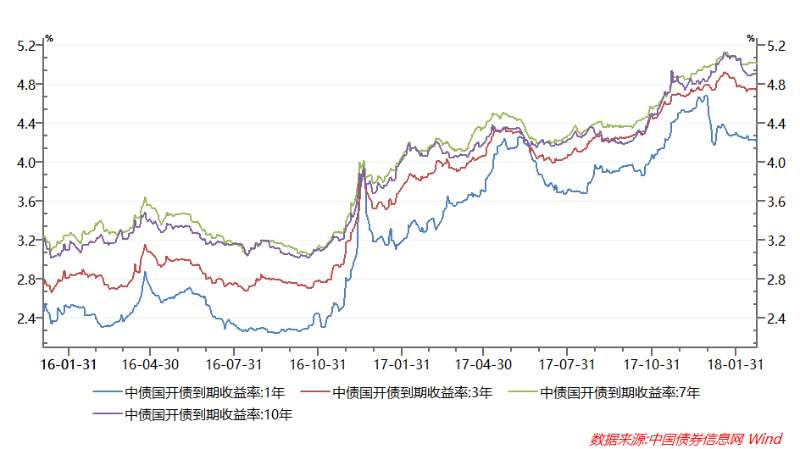 % %
5.2 5.2
4.8 4.8
4.4 4.4
4.0 4.0
3.6 3.6
3.2 3.2
2.8 2.8
2.4 2.4
16-01-31 16-04-30 16-07-31 16-10-31 17-01-31 17-04-30 17-07-31 17-10-31 18-01-31
中债国开债到期收益率:1年 中债国开债到期收益率:3年 中债国开债到期收益率:7年
中债国开债到期收益率:10年
数据来源:中国债券信息网 Wind